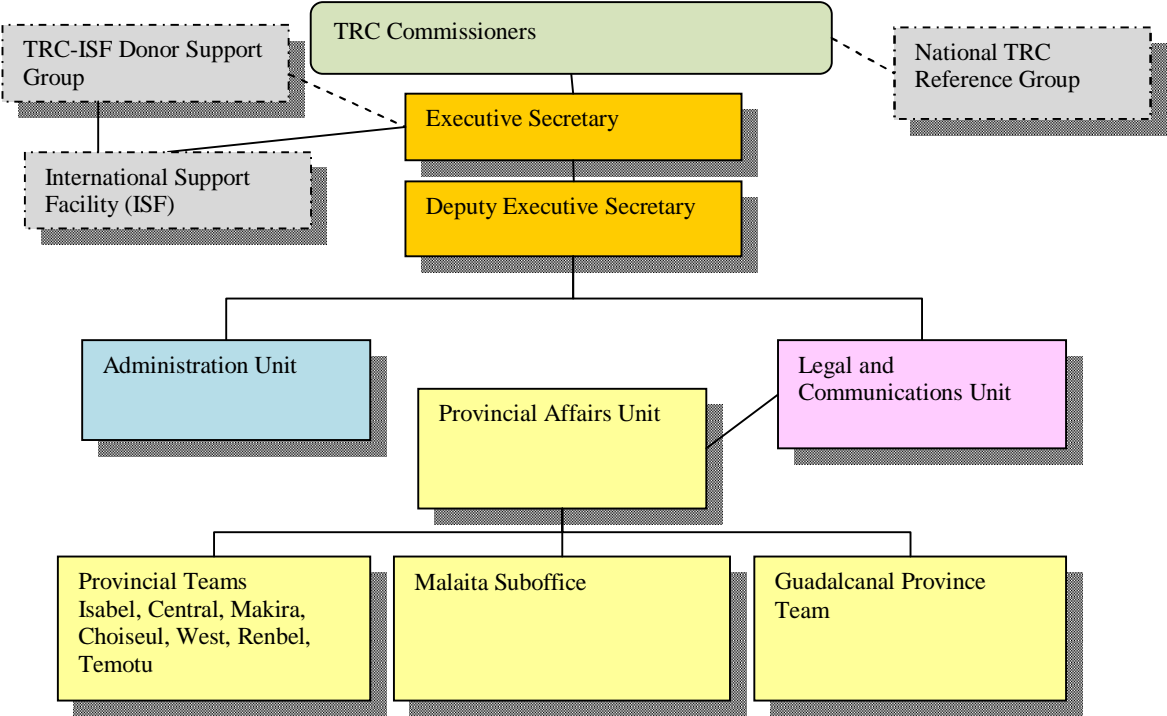 TRC Commissioners
TRC-ISF Donor Support
Group
National TRC
Reference Group
Executive Secretary
International Support
Facility (ISF)
Deputy Executive Secretary
Administration Unit
Legal and
Communications Unit
Provincial Affairs Unit
Provincial Teams
Isabel, Central, Makira,
Choiseul, West, Renbel,
Temotu
Malaita Suboffice
Guadalcanal Province
Team